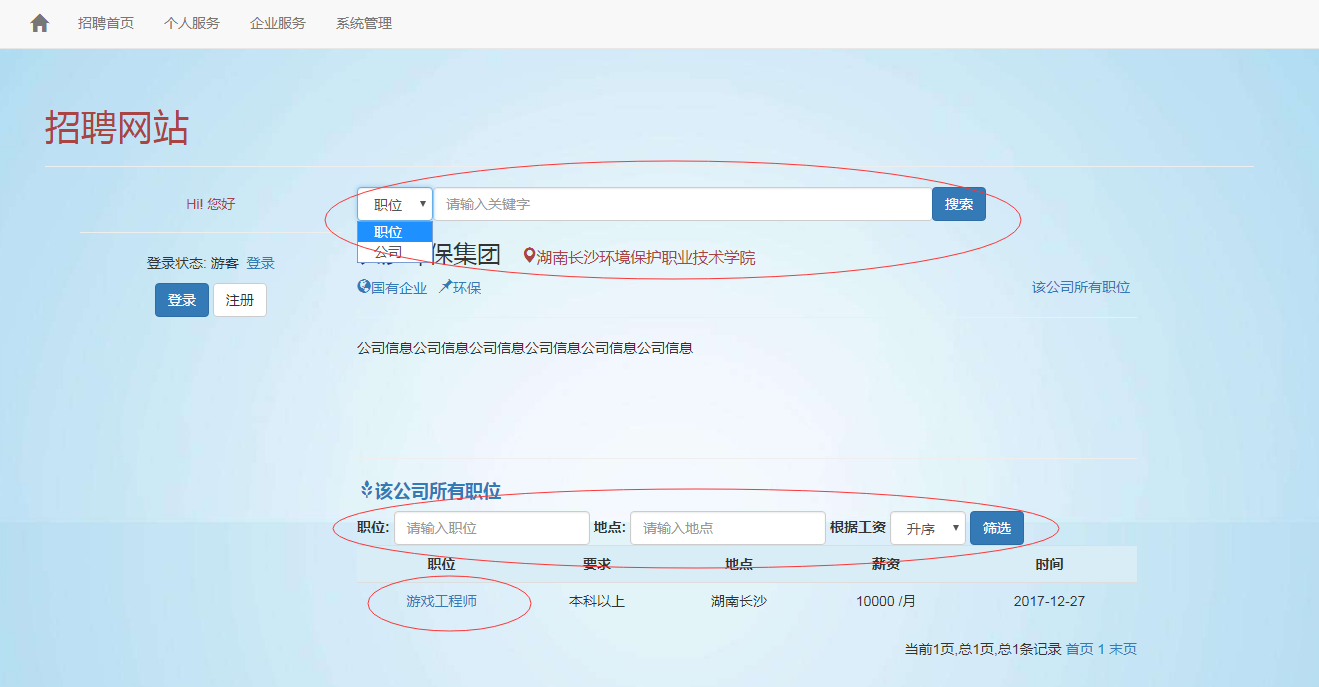 招聘首页 个人服务 企业服务 系统管理
招聘网站
Hi! 您好
职位 请输入关键字 搜索
职位
公司
保集团 湖南长沙环境保护职业技术学院
登录状态: 游客 登录
国有企业 环保 该公司所有职位
登录 注册
公司信息公司信息公司信息公司信息公司信息公司信息
该公司所有职位
职位: 请输入职位 地点: 请输入地点 根据工资 升序 筛选
职位 要求 地点 薪资 时间
游戏工程师 本科以上 湖南长沙 10000 /月 2017-12-27
当前1页,总1页,总1条记录 首页 1 末页